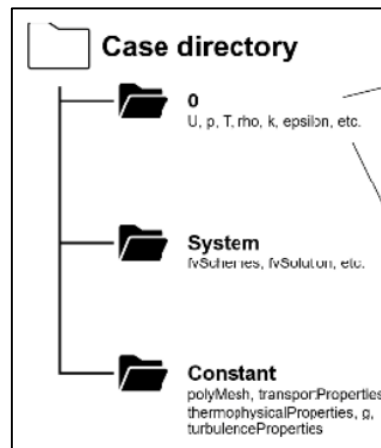 Case directory
0
U, p, T, rho, k, epsilon, etc.
System
fvSchemes, fvSolution, etc.
Constant
polyMesh, transportProperties
thermophysicalProperties, g,
turbulenceProperties